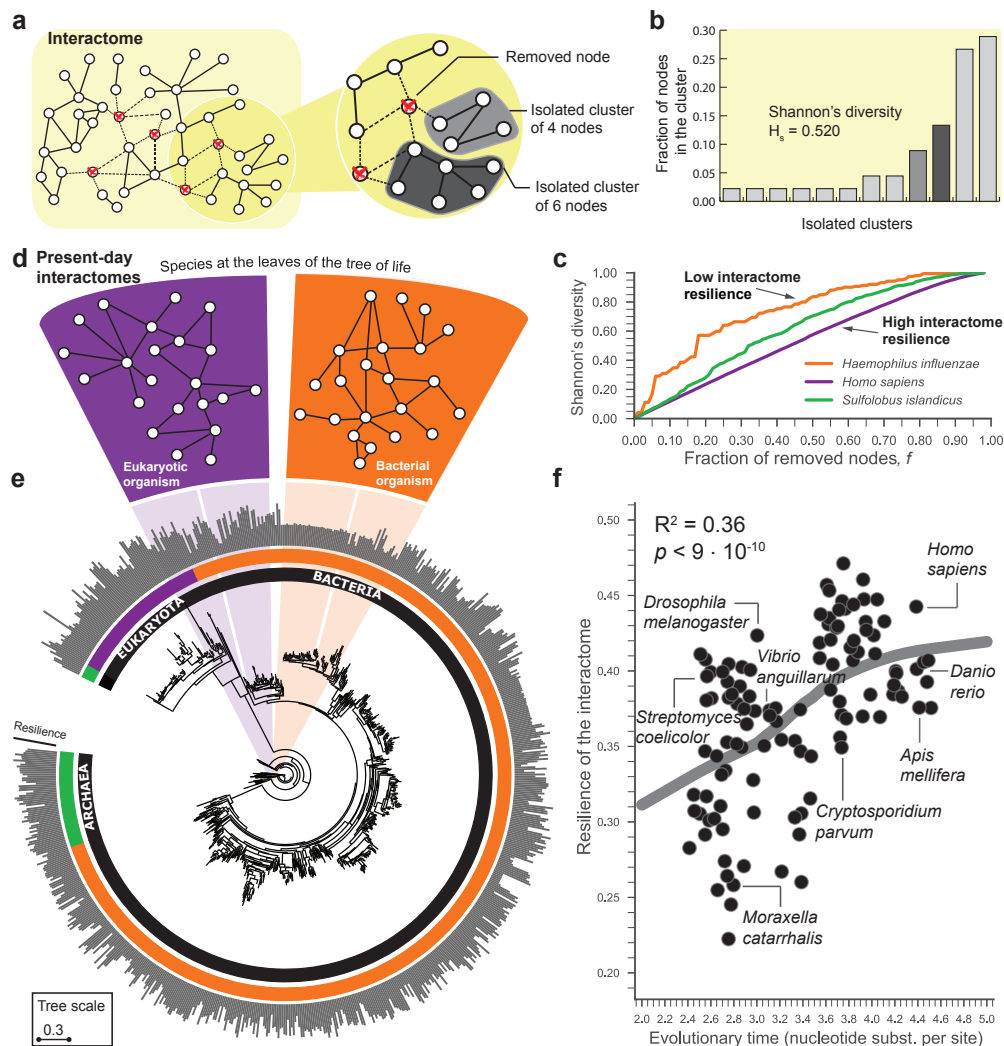 a
Interactome
Removed node
Isolated cluster
of 4 nodes
Isolated cluster
of 6 nodes
b
Fraction of nodes
in the cluster
0.30
0.25
0.20
0.15
0.10
0.05
0.00
Shannon's diversity
Hs = 0.520
Isolated clusters
d
Present-day
interactomes
Species at the leaves of the tree of life
Eukaryotic
organism
Bacterial
organism
c
Shannon's diversity
1.00
0.80
0.60
0.40
0.20
0.00
Low interactome
resilience
High interactome
resilience
Haemophilus influenzae
Homo sapiens
Sulfolobus islandicus
0.00 0.10 0.20 0.30 0.40 0.50 0.60 0.70 0.80 0.90 1.00
Fraction of removed nodes, f
e
EUKARYOTA
BACTERIA
ARCHAEA
Resilience
Tree scale
0.3
f
Resilience of the interactome
0.50
0.45
0.40
0.35
0.30
0.25
0.20
R² = 0.36
p < 9 · 10⁻¹⁰
Homo
sapiens
Drosophila
melanogaster
Vibrio
anguillarum
Streptomyces
coelicolor
Danio
rerio
Apis
mellifera
Cryptosporidium
parvum
Moraxella
catarrhalis
2.0 2.2 2.4 2.6 2.8 3.0 3.2 3.4 3.6 3.8 4.0 4.2 4.4 4.6 4.8 5.0
Evolutionary time (nucleotide subst. per site)